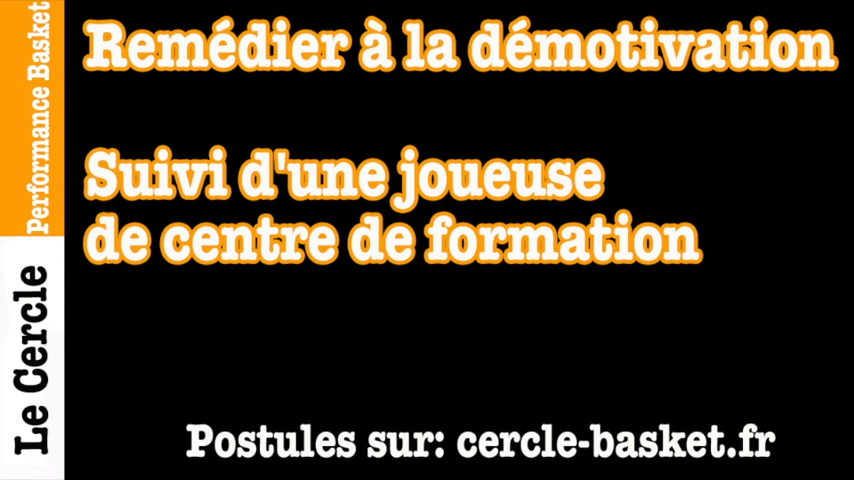 Remédier à la démotivation
Suivi d'une joueuse
de centre de formation
Postules sur: cercle-basket.fr
Le Cercle
Performance Basket